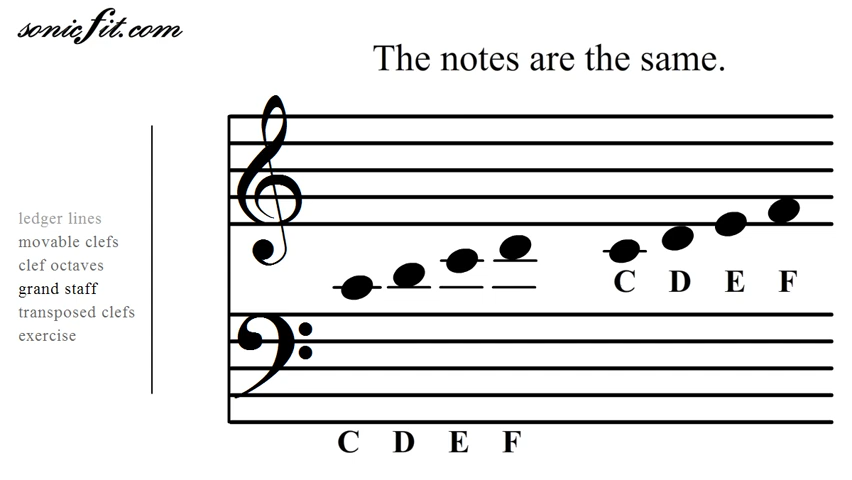 sonicfit.com
The notes are the same.
ledger lines
movable clefs
clef octaves
grand staff
transposed clefs
exercise
C D E F
C D E F